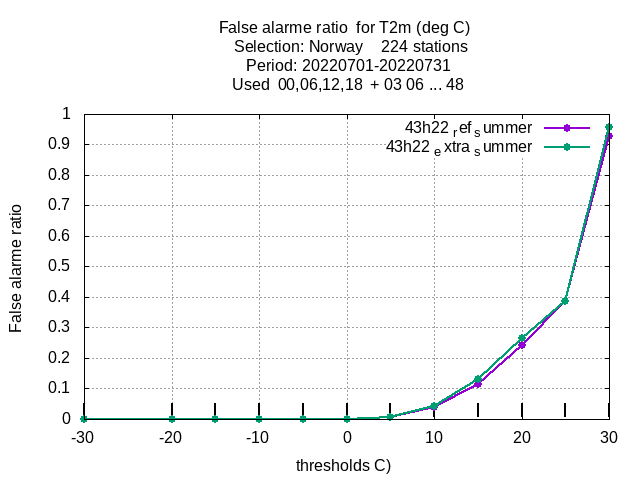 False alarme ratio for T2m (deg C)
Selection: Norway 224 stations
Period: 20220701-20220731
Used 00,06,12,18 + 03 06 ... 48
43h22 ref summer
43h22 extra summer
1
0.9
0.8
0.7
0.6
0.5
0.4
0.3
0.2
0.1
0
False alarme ratio
-30 -20 -10 0 10 20 30
thresholds C)